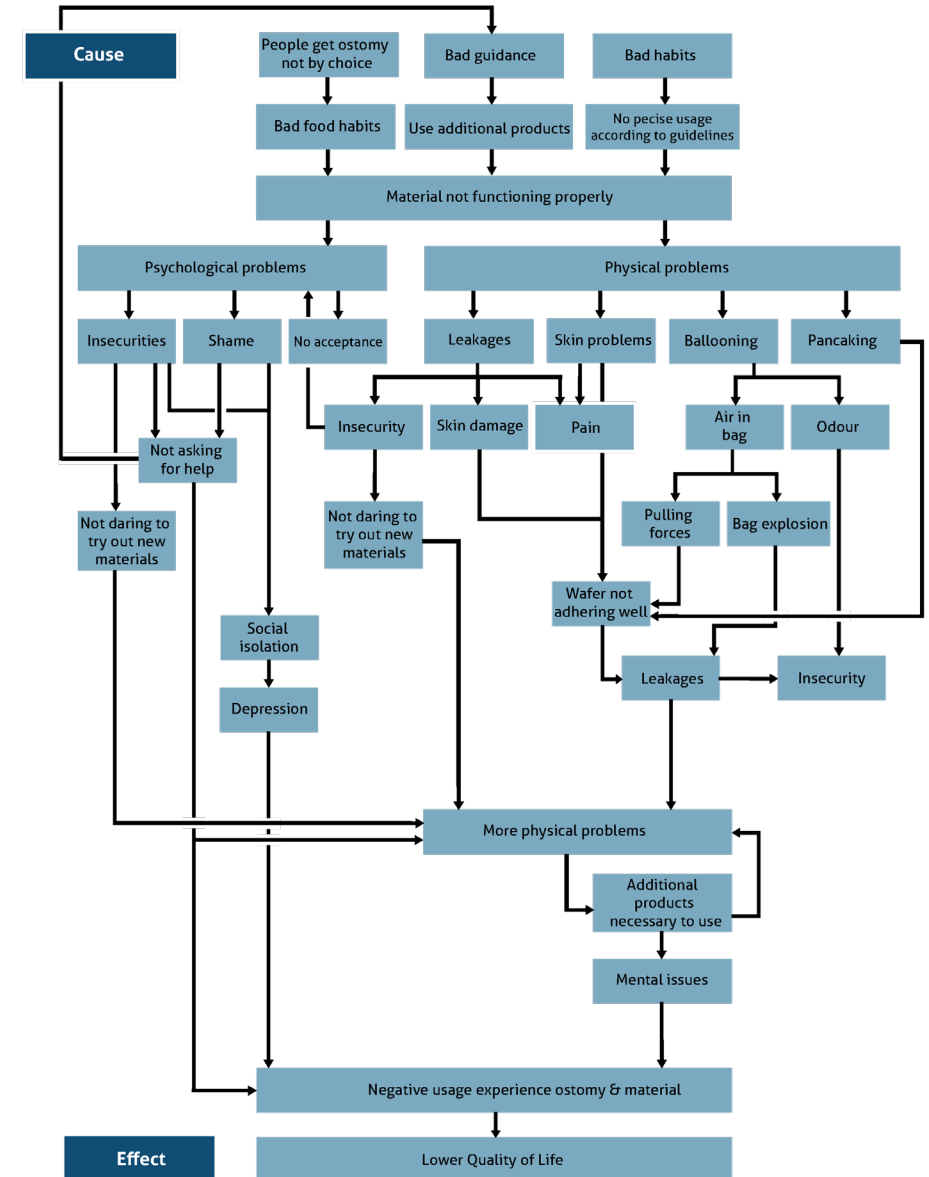 Cause
People get ostomy
not by choice
Bad guidance
Bad habits
Bad food habits
Use additional products
No pecise usage
according to guidelines
Material not functioning properly
Psychological problems
Physical problems
Insecurities
Shame
No acceptance
Leakages
Skin problems
Ballooning
Pancaking
Insecurity
Skin damage
Pain
Air in
bag
Odour
Not asking
for help
Not daring to
try out new
materials
Not daring to
try out new
materials
Pulling
forces
Bag explosion
Wafer not
adhering well
Social
isolation
Leakages
Insecurity
Depression
More physical problems
Additional
products
necessary to use
Mental issues
Negative usage experience ostomy & material
Effect
Lower Quality of Life